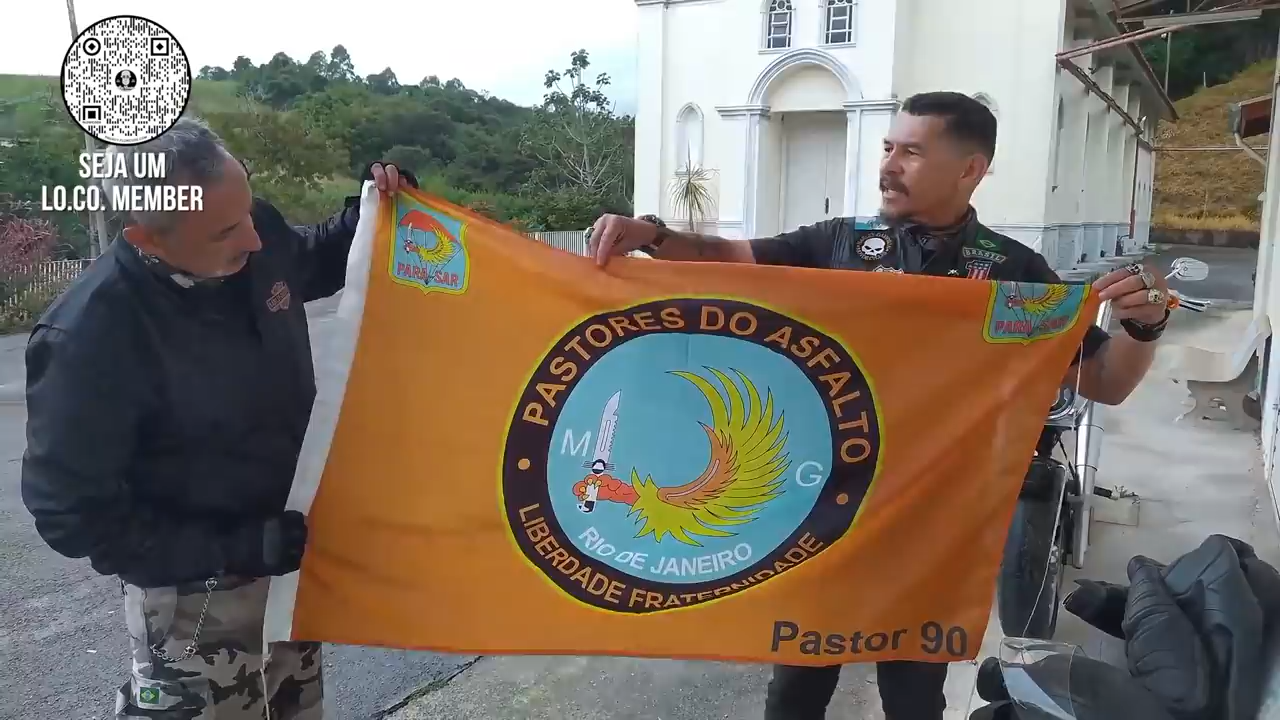 SEJA UM
LO.CO. MEMBER
PARA-SAR
BRASIL
PARA-SAR
PASTORES DO ASFALTO
M G
RIO DE JANEIRO
LIBERDADE FRATERNIDADE
Pastor 90